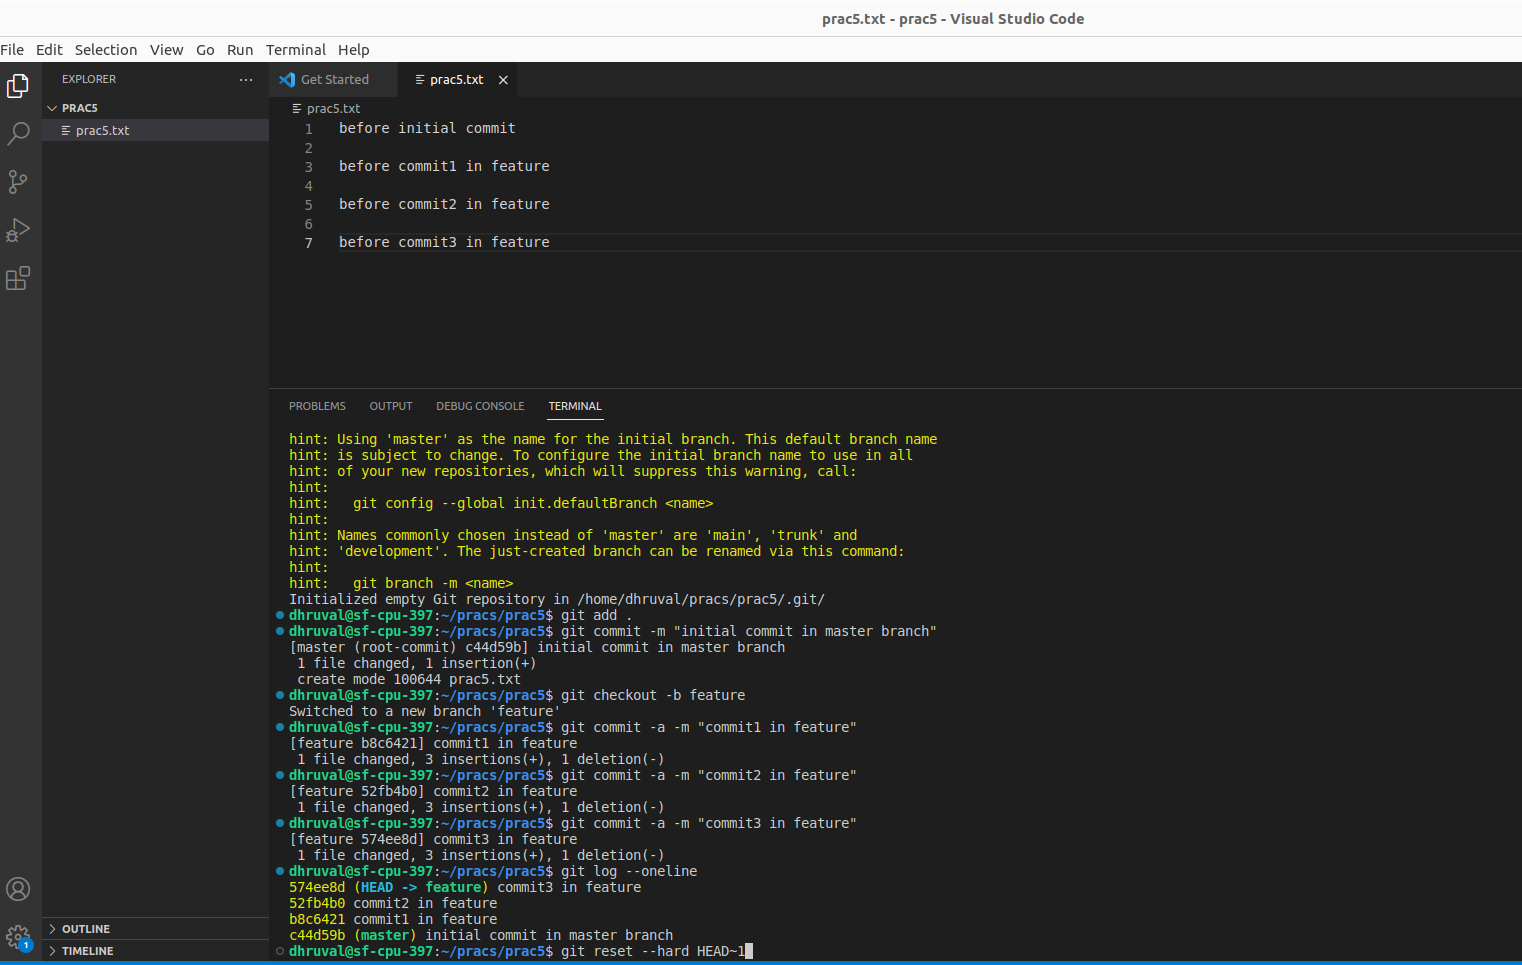 prac5.txt - prac5 - Visual Studio Code
File Edit Selection View Go Run Terminal Help
EXPLORER ...
PRAC5
prac5.txt
Get Started
prac5.txt
prac5.txt
1 before initial commit
2
3 before commit1 in feature
4
5 before commit2 in feature
6
7 before commit3 in feature
PROBLEMS OUTPUT DEBUG CONSOLE TERMINAL
hint: Using 'master' as the name for the initial branch. This default branch name
hint: is subject to change. To configure the initial branch name to use in all
hint: of your new repositories, which will suppress this warning, call:
hint:
hint:   git config --global init.defaultBranch <name>
hint:
hint: Names commonly chosen instead of 'master' are 'main', 'trunk' and
hint: 'development'. The just-created branch can be renamed via this command:
hint:
hint:   git branch -m <name>
Initialized empty Git repository in /home/dhruval/pracs/prac5/.git/
dhruval@sf-cpu-397:~/pracs/prac5$ git add .
dhruval@sf-cpu-397:~/pracs/prac5$ git commit -m "initial commit in master branch"
[master (root-commit) c44d59b] initial commit in master branch
 1 file changed, 1 insertion(+)
 create mode 100644 prac5.txt
dhruval@sf-cpu-397:~/pracs/prac5$ git checkout -b feature
Switched to a new branch 'feature'
dhruval@sf-cpu-397:~/pracs/prac5$ git commit -a -m "commit1 in feature"
[feature b8c6421] commit1 in feature
 1 file changed, 3 insertions(+), 1 deletion(-)
dhruval@sf-cpu-397:~/pracs/prac5$ git commit -a -m "commit2 in feature"
[feature 52fb4b0] commit2 in feature
 1 file changed, 3 insertions(+), 1 deletion(-)
dhruval@sf-cpu-397:~/pracs/prac5$ git commit -a -m "commit3 in feature"
[feature 574ee8d] commit3 in feature
 1 file changed, 3 insertions(+), 1 deletion(-)
dhruval@sf-cpu-397:~/pracs/prac5$ git log --oneline
574ee8d (HEAD -> feature) commit3 in feature
52fb4b0 commit2 in feature
b8c6421 commit1 in feature
c44d59b (master) initial commit in master branch
dhruval@sf-cpu-397:~/pracs/prac5$ git reset --hard HEAD~1
1
OUTLINE
TIMELINE